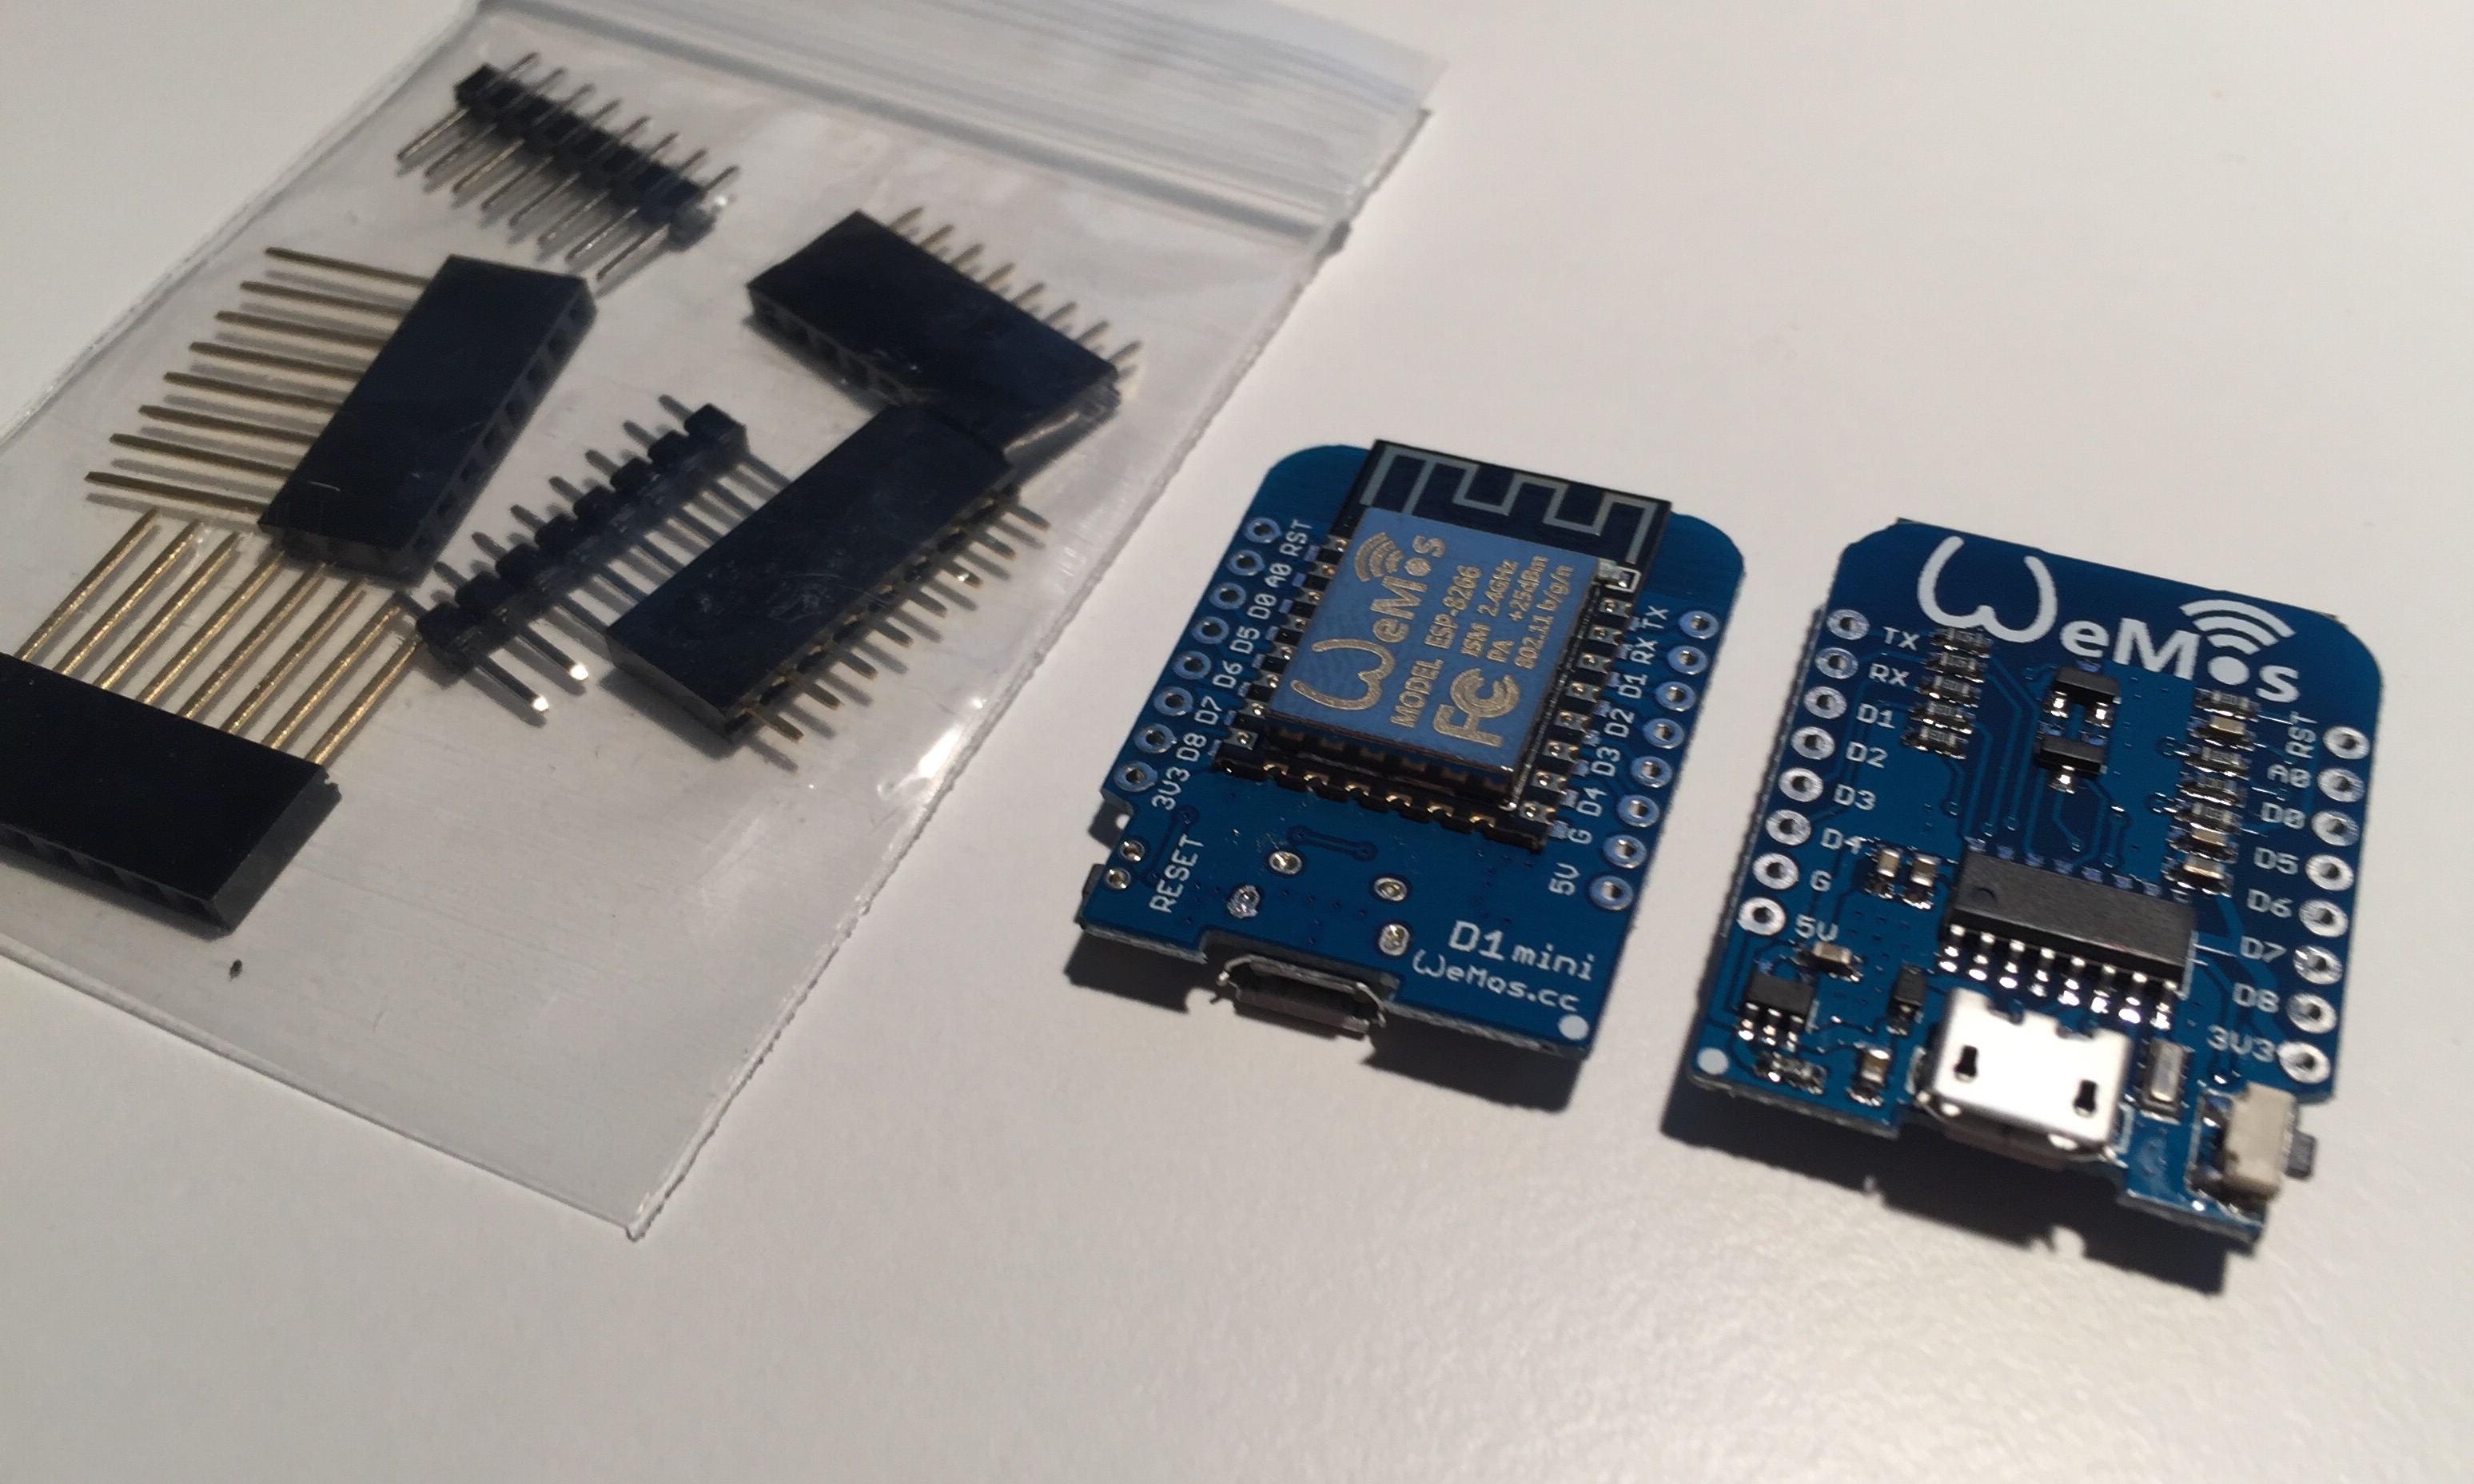 RST
A0
D0
D5
D6
D7
D8
3V3
RESET
WeMos
MODEL ESP-8266
ISM 2.4GHz
PA +25dBm
802.11 b/g/n
FC
TX
RX
D1
D2
D3
D4
G
5V
D1 mini
WeMos.cc
WeMos
TX
RX
D1
D2
D3
D4
G
5V
RST
A0
D0
D5
D6
D7
D8
3V3